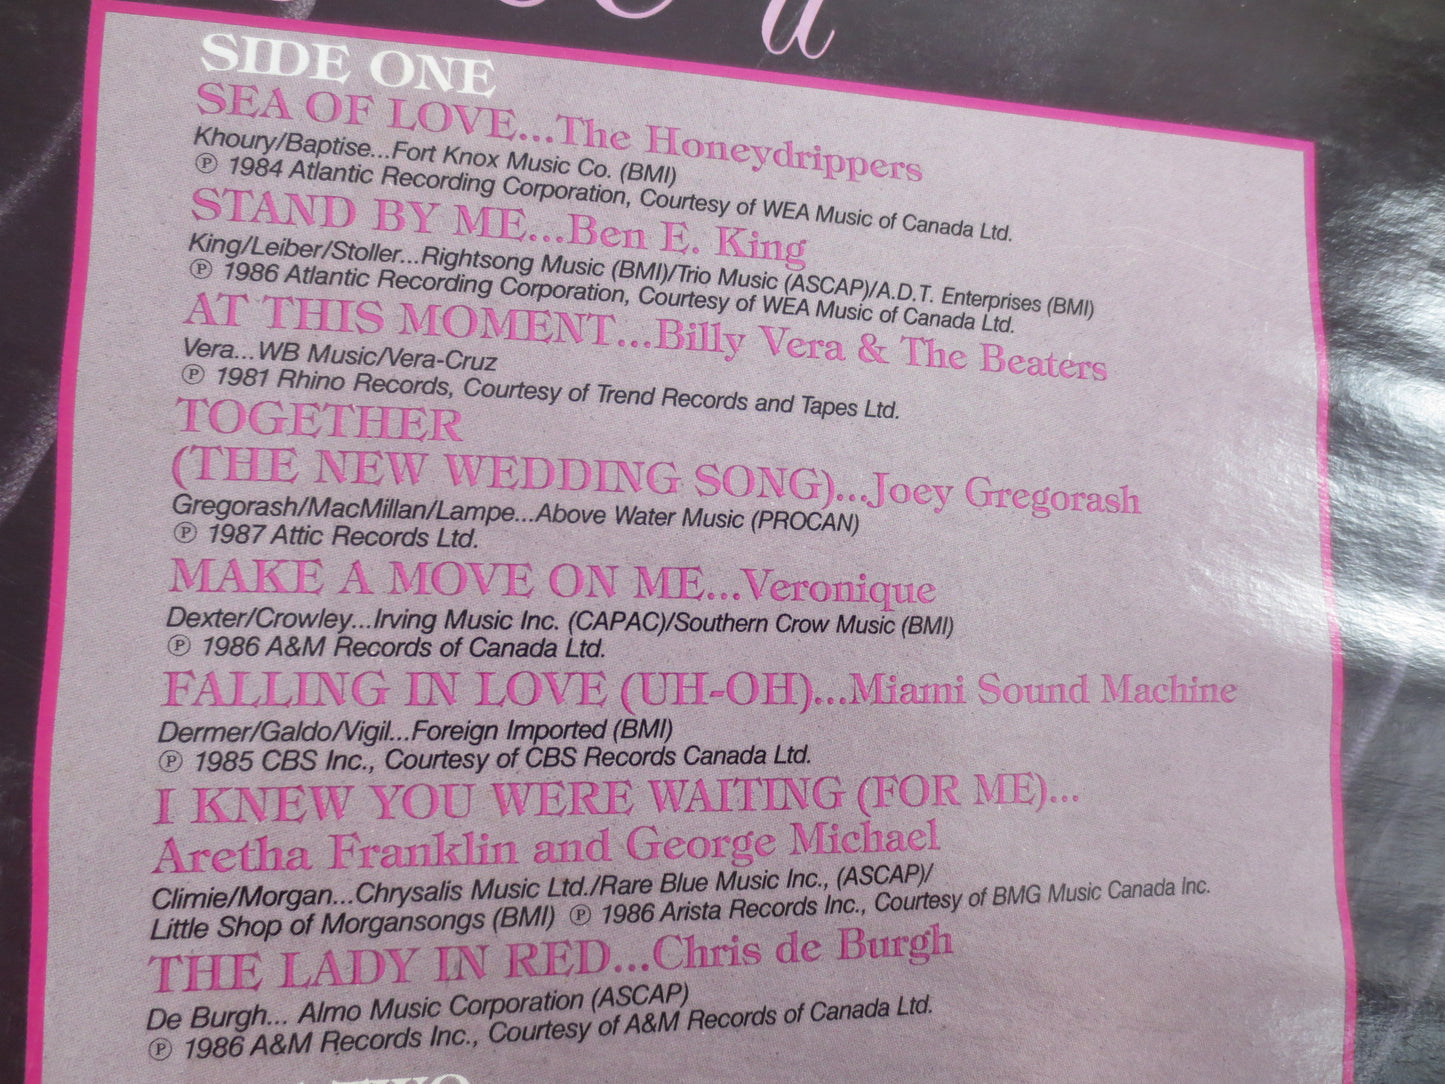 SIDE ONE
SEA OF LOVE...The Honeydrippers
Khoury/Baptise...Fort Knox Music Co. (BMI)
℗ 1984 Atlantic Recording Corporation, Courtesy of WEA Music of Canada Ltd.
STAND BY ME...Ben E. King
King/Leiber/Stoller...Rightsong Music (BMI)/Trio Music (ASCAP)/A.D.T. Enterprises (BMI)
℗ 1986 Atlantic Recording Corporation, Courtesy of WEA Music of Canada Ltd.
AT THIS MOMENT...Billy Vera & The Beaters
Vera...WB Music/Vera-Cruz
℗ 1981 Rhino Records, Courtesy of Trend Records and Tapes Ltd.
TOGETHER
(THE NEW WEDDING SONG)...Joey Gregorash
Gregorash/MacMillan/Lampe...Above Water Music (PROCAN)
℗ 1987 Attic Records Ltd.
MAKE A MOVE ON ME...Veronique
Dexter/Crowley...Irving Music Inc. (CAPAC)/Southern Crow Music (BMI)
℗ 1986 A&M Records of Canada Ltd.
FALLING IN LOVE (UH-OH)...Miami Sound Machine
Dermer/Galdo/Vigil...Foreign Imported (BMI)
℗ 1985 CBS Inc., Courtesy of CBS Records Canada Ltd.
I KNEW YOU WERE WAITING (FOR ME)...
Aretha Franklin and George Michael
Climie/Morgan...Chrysalis Music Ltd./Rare Blue Music Inc., (ASCAP)/
Little Shop of Morgansongs (BMI) ℗ 1986 Arista Records Inc., Courtesy of BMG Music Canada Inc.
THE LADY IN RED...Chris de Burgh
De Burgh... Almo Music Corporation (ASCAP)
℗ 1986 A&M Records Inc., Courtesy of A&M Records of Canada Ltd.
TWO